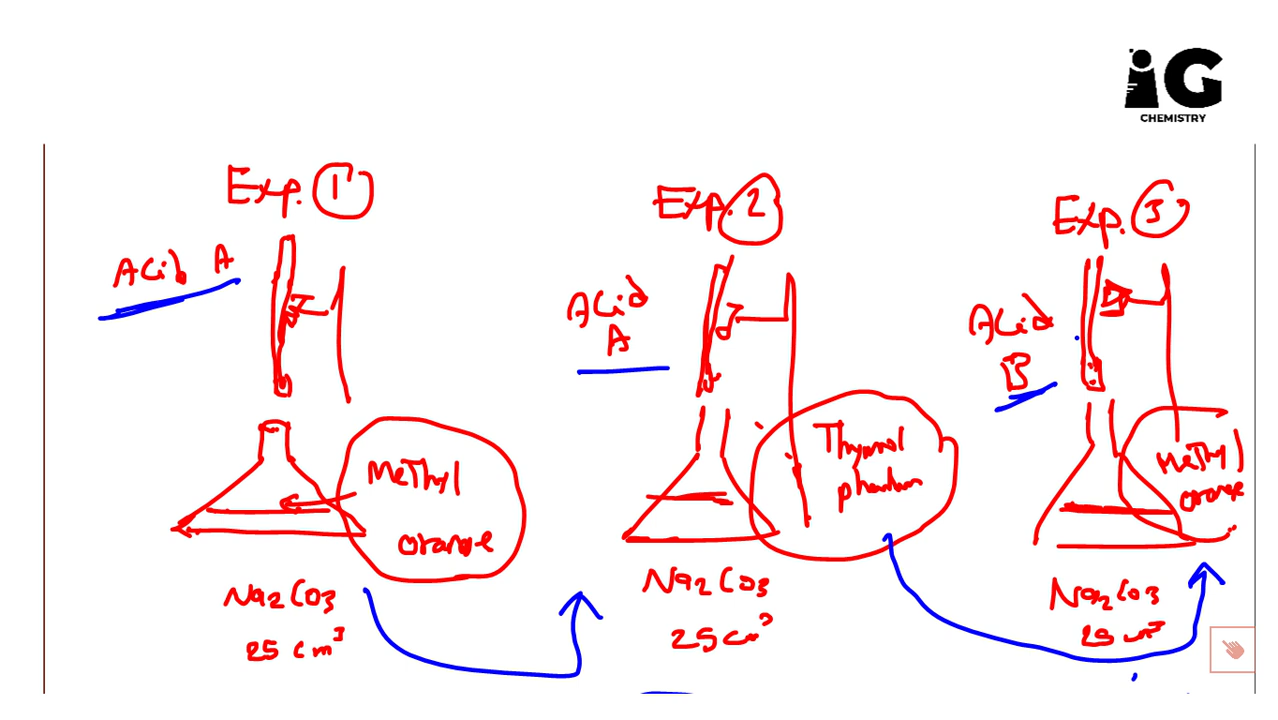 iG
CHEMISTRY
Exp. 1
Exp. 2
Exp. 3
Acid A
Acid
A
Acid
B
Methyl
orange
Thymol
Methyl
orange
Na2CO3
25 cm3
Na2CO3
25 cm3
Na2CO3
25 cm3